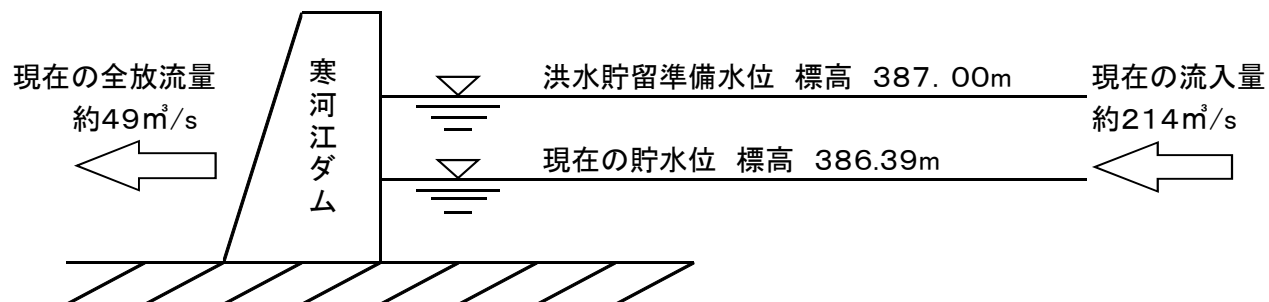 現在の全放流量
約49㎥/s
寒河江ダム
洪水貯留準備水位 標高 387.00m
現在の貯水位 標高 386.39m
現在の流入量
約214㎥/s